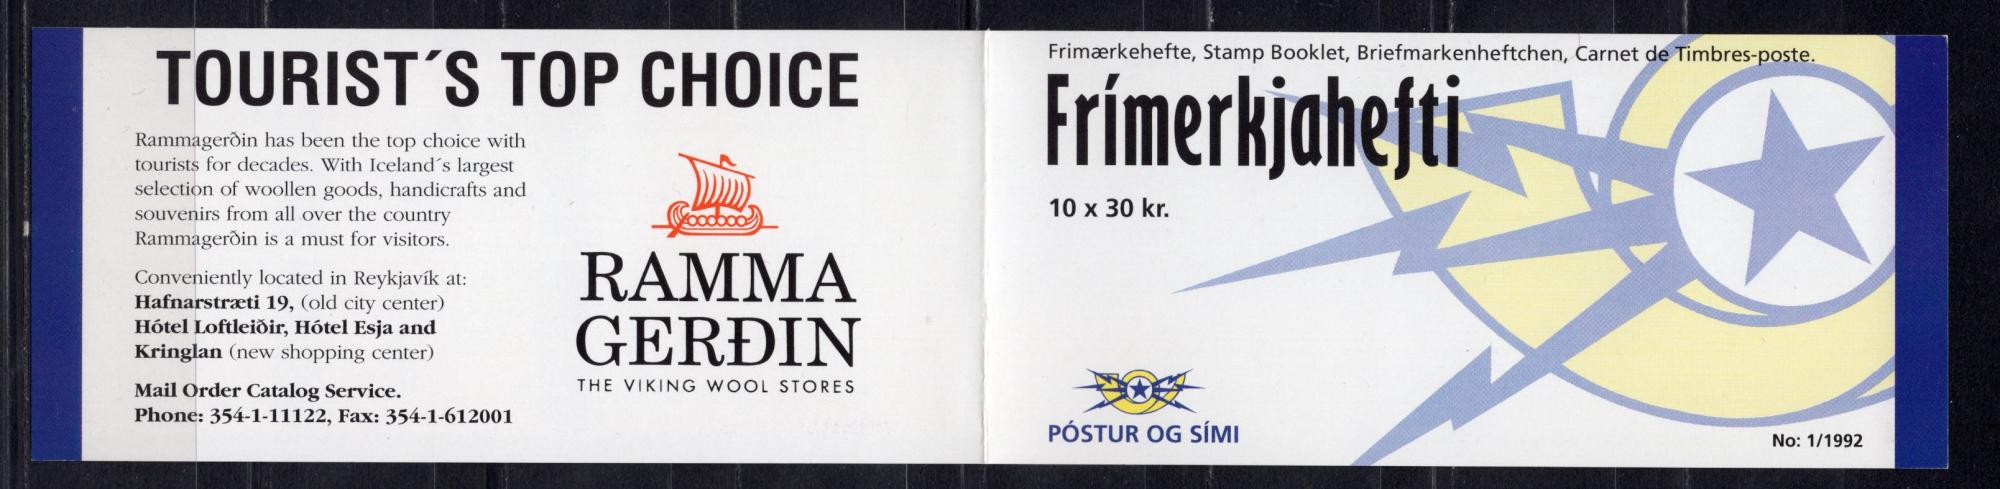 TOURIST´S TOP CHOICE
Rammagerðin has been the top choice with
tourists for decades. With Iceland´s largest
selection of woollen goods, handicrafts and
souvenirs from all over the country
Rammagerðin is a must for visitors.
Conveniently located in Reykjavík at:
Hafnarstræti 19, (old city center)
Hótel Loftleiðir, Hótel Esja and
Kringlan (new shopping center)
Mail Order Catalog Service.
Phone: 354-1-11122, Fax: 354-1-612001
RAMMA
GERÐIN
THE VIKING WOOL STORES
Frimærkehefte, Stamp Booklet, Briefmarkenheftchen, Carnet de Timbres-poste.
Frímerkjahefti
10 x 30 kr.
PÓSTUR OG SÍMI
No: 1/1992